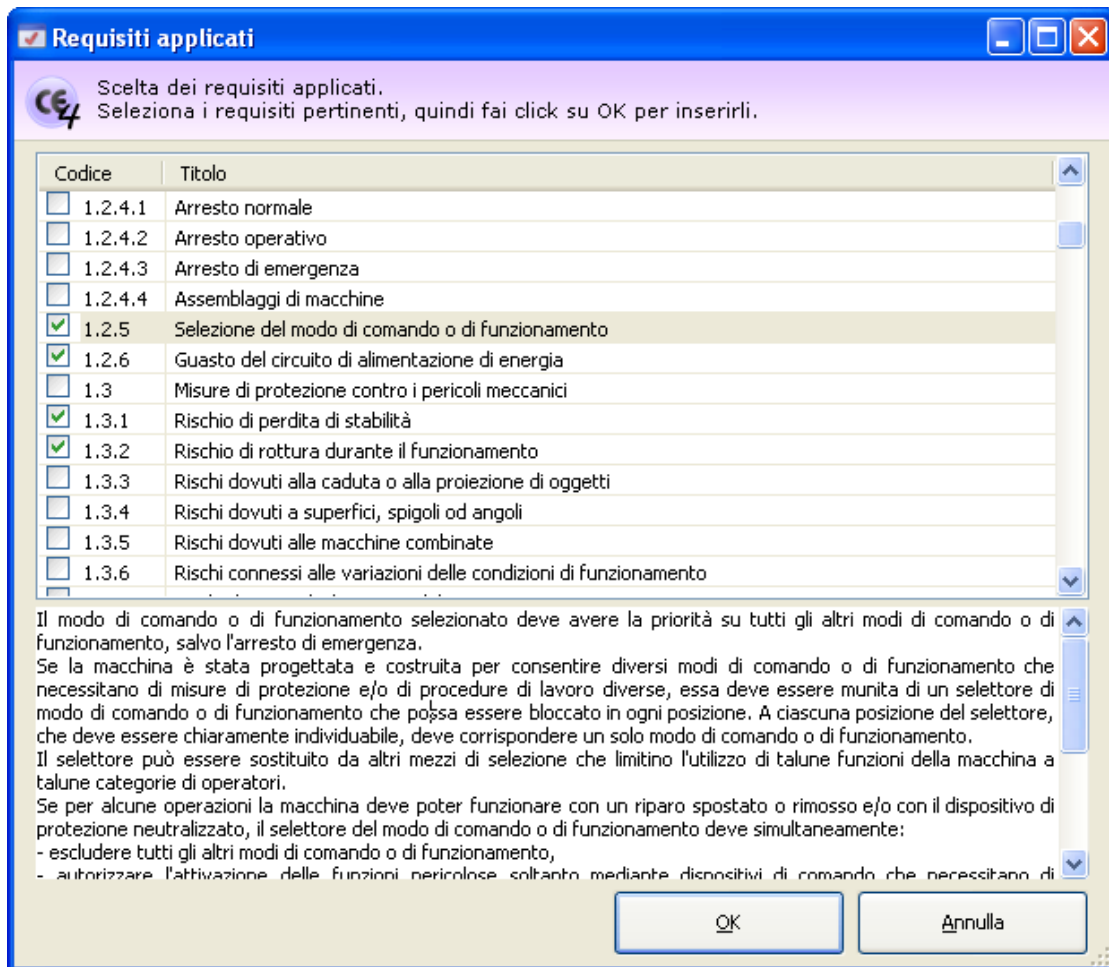 Requisiti applicati
CE4
Scelta dei requisiti applicati.
Seleziona i requisiti pertinenti, quindi fai click su OK per inserirli.
Codice Titolo
1.2.4.1 Arresto normale
1.2.4.2 Arresto operativo
1.2.4.3 Arresto di emergenza
1.2.4.4 Assemblaggi di macchine
1.2.5 Selezione del modo di comando o di funzionamento
1.2.6 Guasto del circuito di alimentazione di energia
1.3 Misure di protezione contro i pericoli meccanici
1.3.1 Rischio di perdita di stabilità
1.3.2 Rischio di rottura durante il funzionamento
1.3.3 Rischi dovuti alla caduta o alla proiezione di oggetti
1.3.4 Rischi dovuti a superfici, spigoli od angoli
1.3.5 Rischi dovuti alle macchine combinate
1.3.6 Rischi connessi alle variazioni delle condizioni di funzionamento
Il modo di comando o di funzionamento selezionato deve avere la priorità su tutti gli altri modi di comando o di
funzionamento, salvo l'arresto di emergenza.
Se la macchina è stata progettata e costruita per consentire diversi modi di comando o di funzionamento che
necessitano di misure di protezione e/o di procedure di lavoro diverse, essa deve essere munita di un selettore di
modo di comando o di funzionamento che possa essere bloccato in ogni posizione. A ciascuna posizione del selettore,
che deve essere chiaramente individuabile, deve corrispondere un solo modo di comando o di funzionamento.
Il selettore può essere sostituito da altri mezzi di selezione che limitino l'utilizzo di talune funzioni della macchina a
talune categorie di operatori.
Se per alcune operazioni la macchina deve poter funzionare con un riparo spostato o rimosso e/o con il dispositivo di
protezione neutralizzato, il selettore del modo di comando o di funzionamento deve simultaneamente:
- escludere tutti gli altri modi di comando o di funzionamento,
- autorizzare l'attivazione delle funzioni pericolose soltanto mediante dispositivi di comando che necessitano di
OK
Annulla